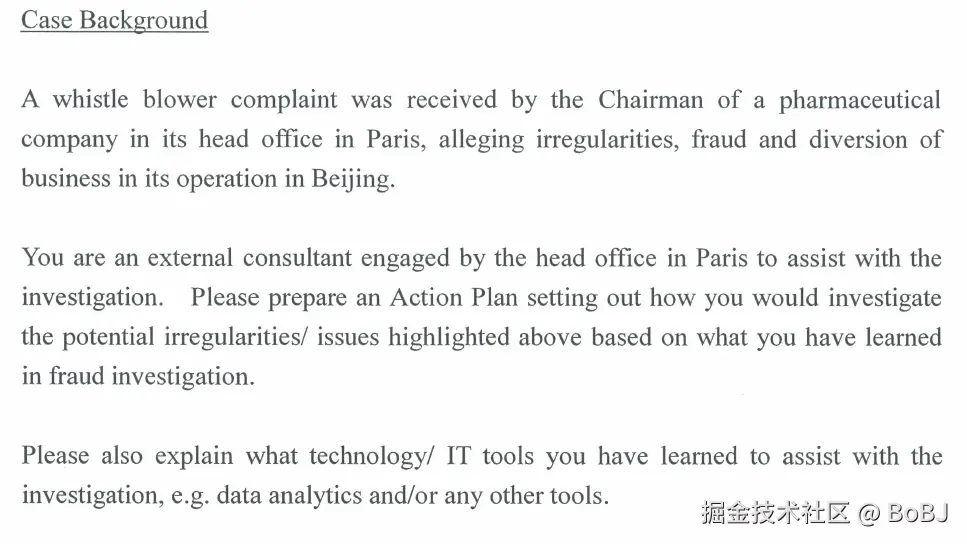 Case Background
A whistle blower complaint was received by the Chairman of a pharmaceutical
company in its head office in Paris, alleging irregularities, fraud and diversion of
business in its operation in Beijing.
You are an external consultant engaged by the head office in Paris to assist with the
investigation. Please prepare an Action Plan setting out how you would investigate
the potential irregularities/ issues highlighted above based on what you have learned
in fraud investigation.
Please also explain what technology/ IT tools you have learned to assist with the
investigation, e.g. data analytics and/or any other tools.
掘金技术社区 @ BoBJ